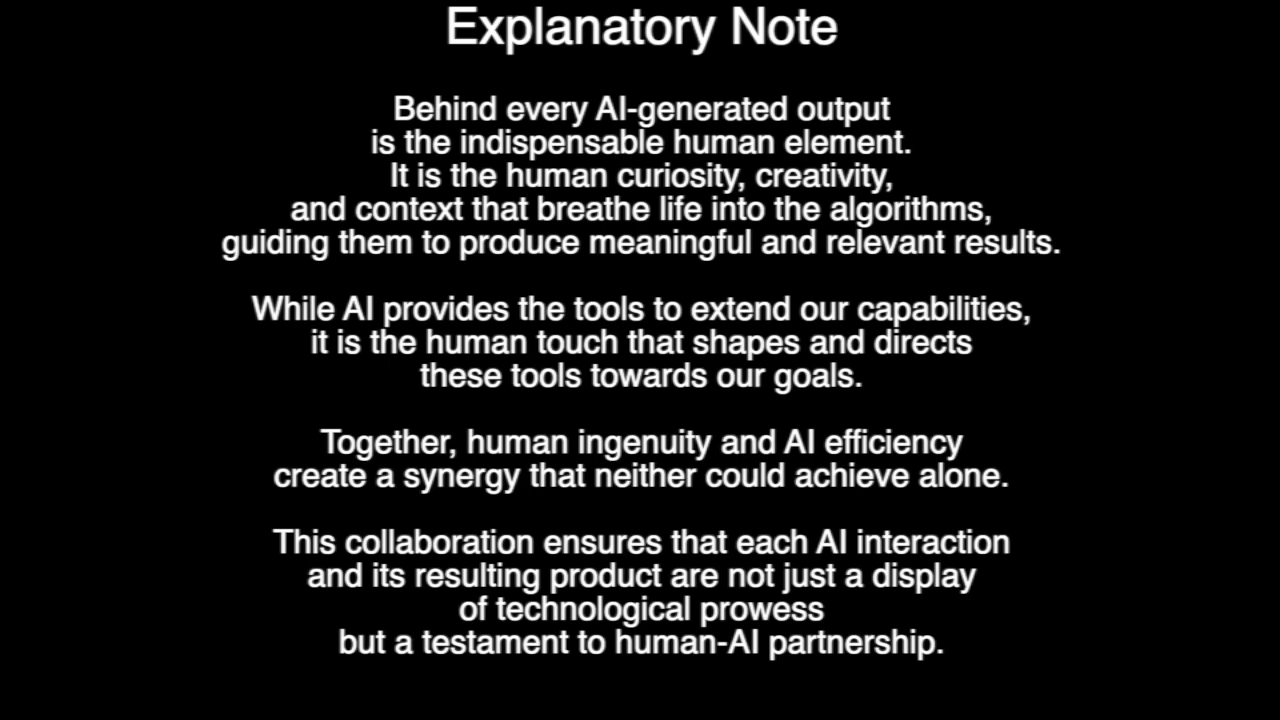 Explanatory Note
Behind every AI-generated output
is the indispensable human element.
It is the human curiosity, creativity,
and context that breathe life into the algorithms,
guiding them to produce meaningful and relevant results.
While AI provides the tools to extend our capabilities,
it is the human touch that shapes and directs
these tools towards our goals.
Together, human ingenuity and AI efficiency
create a synergy that neither could achieve alone.
This collaboration ensures that each AI interaction
and its resulting product are not just a display
of technological prowess
but a testament to human-AI partnership.